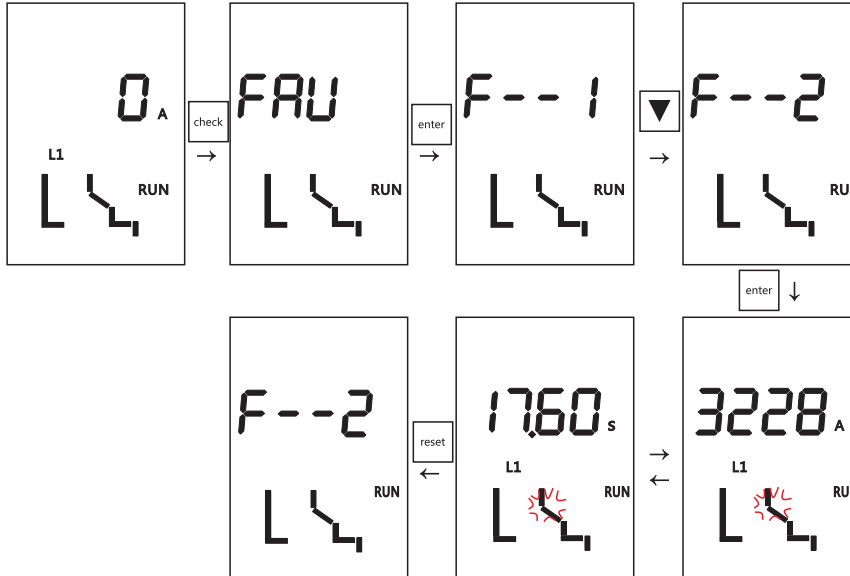 0 A
L1
RUN
check
FAU
RUN
enter
F--1
RUN
F--2
RU
enter
3228 A
L1
RU
17.60 s
L1
RUN
reset
F--2
RUN